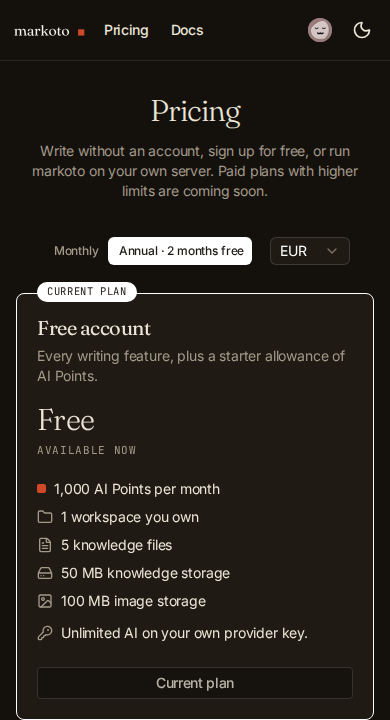 markoto Pricing Docs
Pricing
Write without an account, sign up for free, or run
markoto on your own server. Paid plans with higher
limits are coming soon.
Monthly Annual · 2 months free EUR
CURRENT PLAN
Free account
Every writing feature, plus a starter allowance of
AI Points.
Free
AVAILABLE NOW
1,000 AI Points per month
1 workspace you own
5 knowledge files
50 MB knowledge storage
100 MB image storage
Unlimited AI on your own provider key.
Current plan